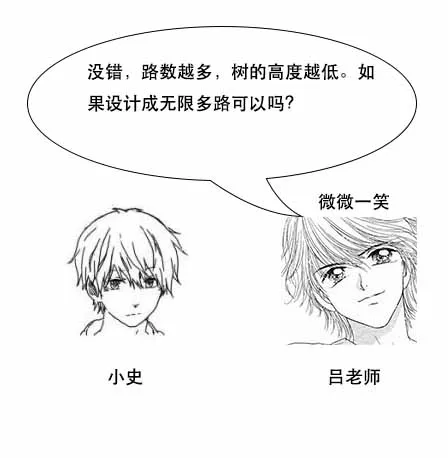 没错，路数越多，树的高度越低。如
果设计成无限多路可以吗？
微微一笑
小史
吕老师